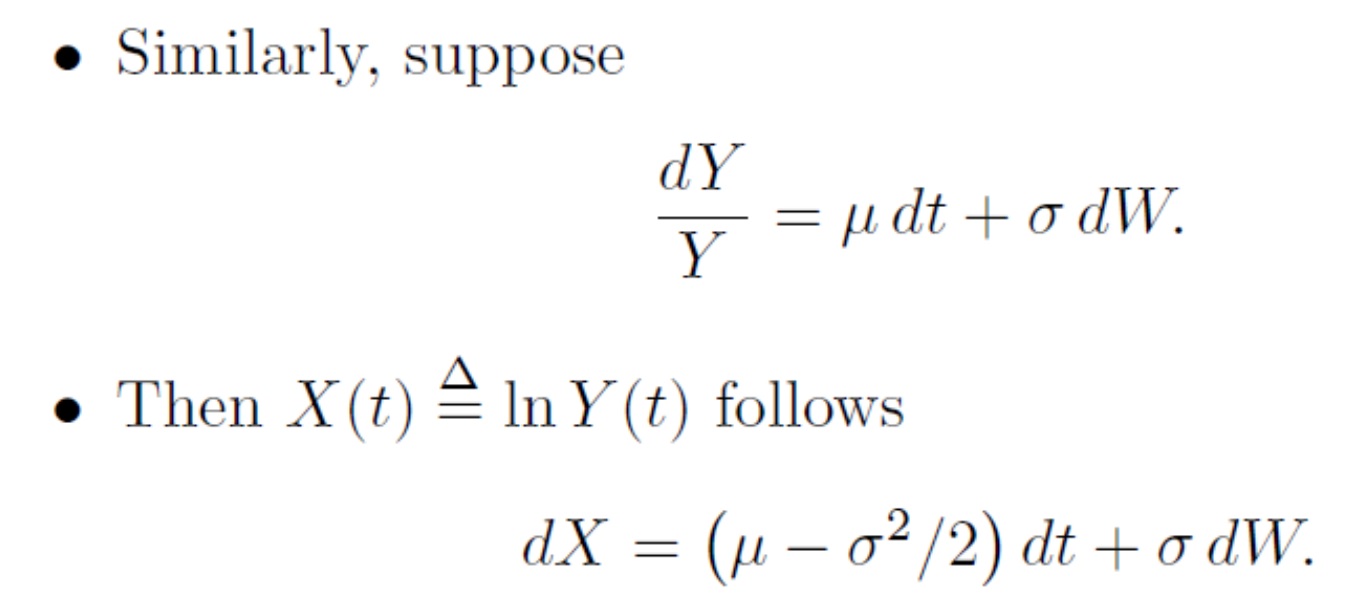 • Similarly, suppose
dY/Y = μ dt + σ dW.
• Then X(t) ≜ ln Y(t) follows
dX = (μ − σ²/2) dt + σ dW.